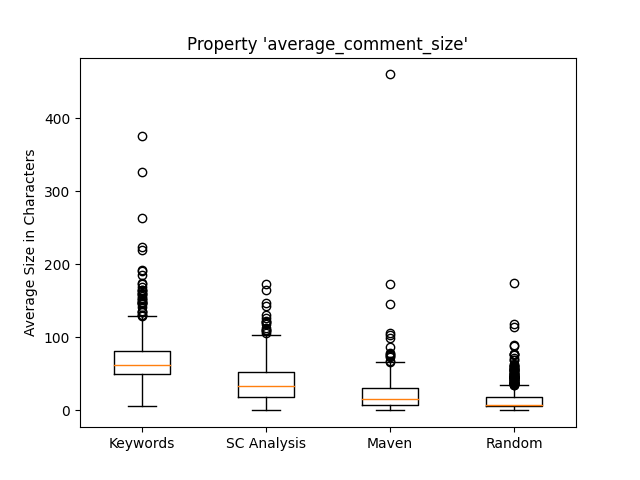 Property 'average_comment_size'
Average Size in Characters
400
300
200
100
0
Keywords
SC Analysis
Maven
Random